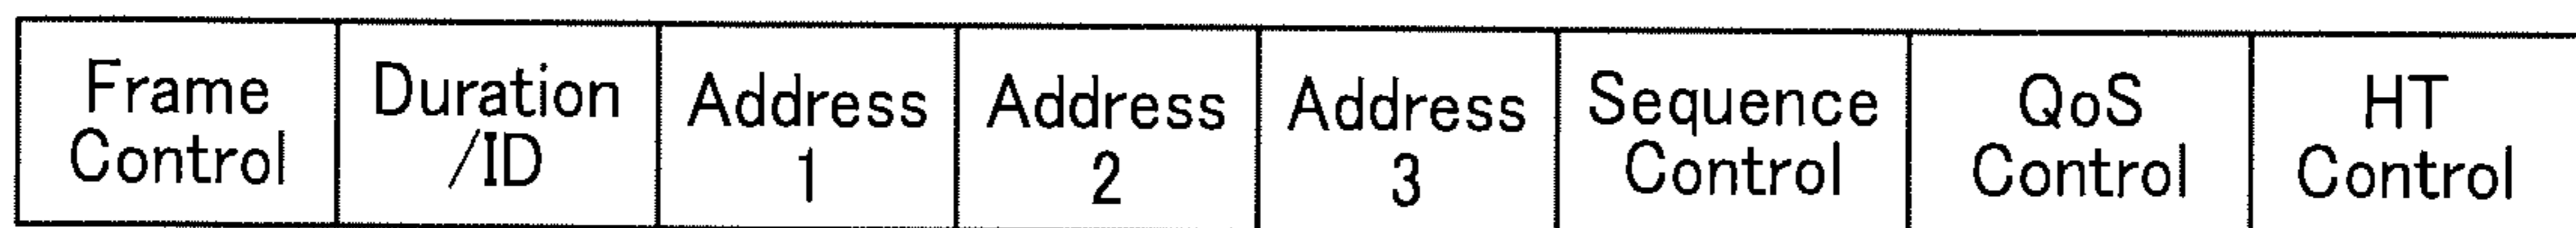 Frame
Control
Duration
/ID
Address
1
Address
2
Address
3
Sequence
Control
QoS
Control
HT
Control